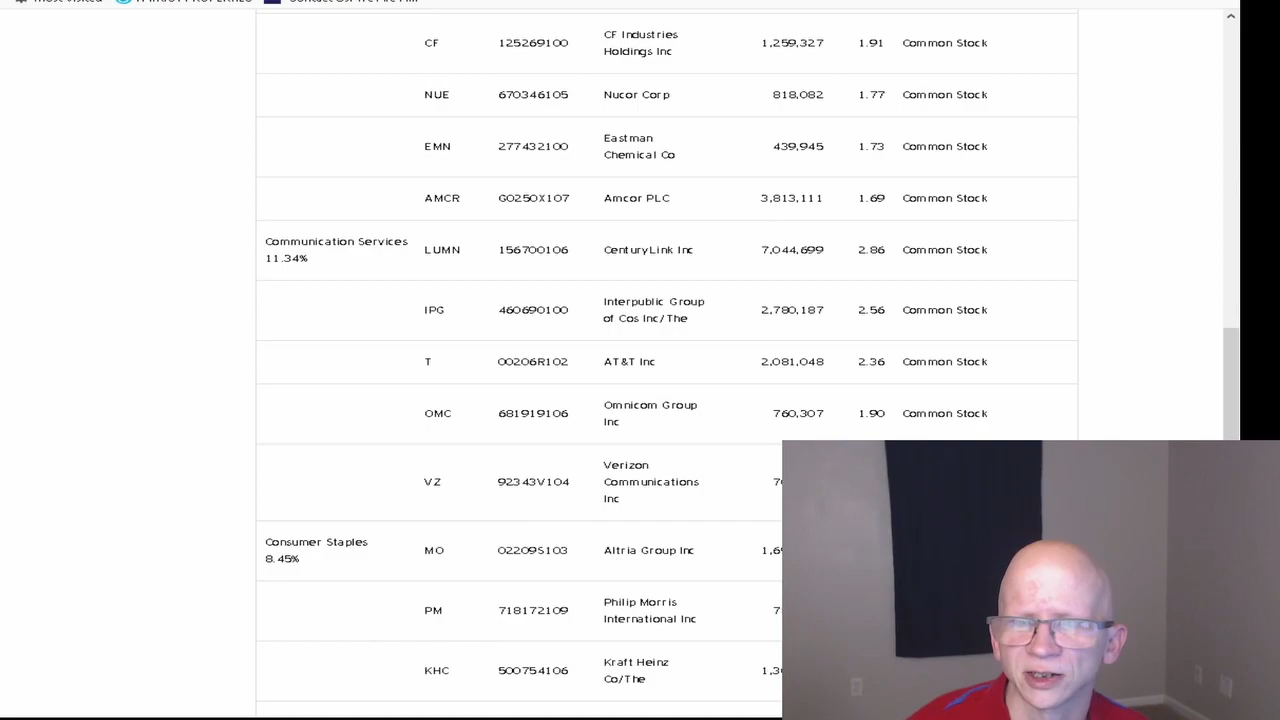 CF 125269100 CF Industries Holdings Inc 1,259,327 1.91 Common Stock
NUE 670346105 Nucor Corp 818,082 1.77 Common Stock
EMN 277432100 Eastman Chemical Co 439,945 1.73 Common Stock
AMCR G0250X107 Amcor PLC 3,813,111 1.69 Common Stock
Communication Services 11.34% LUMN 156700106 CenturyLink Inc 7,044,699 2.86 Common Stock
IPG 460690100 Interpublic Group of Cos Inc/The 2,780,187 2.56 Common Stock
T 00206R102 AT&T Inc 2,081,048 2.36 Common Stock
OMC 681919106 Omnicom Group Inc 760,307 1.90 Common Stock
VZ 92343V104 Verizon Communications Inc
Consumer Staples 8.45% MO 02209S103 Altria Group Inc
PM 718172109 Philip Morris International Inc
KHC 500754106 Kraft Heinz Co/The